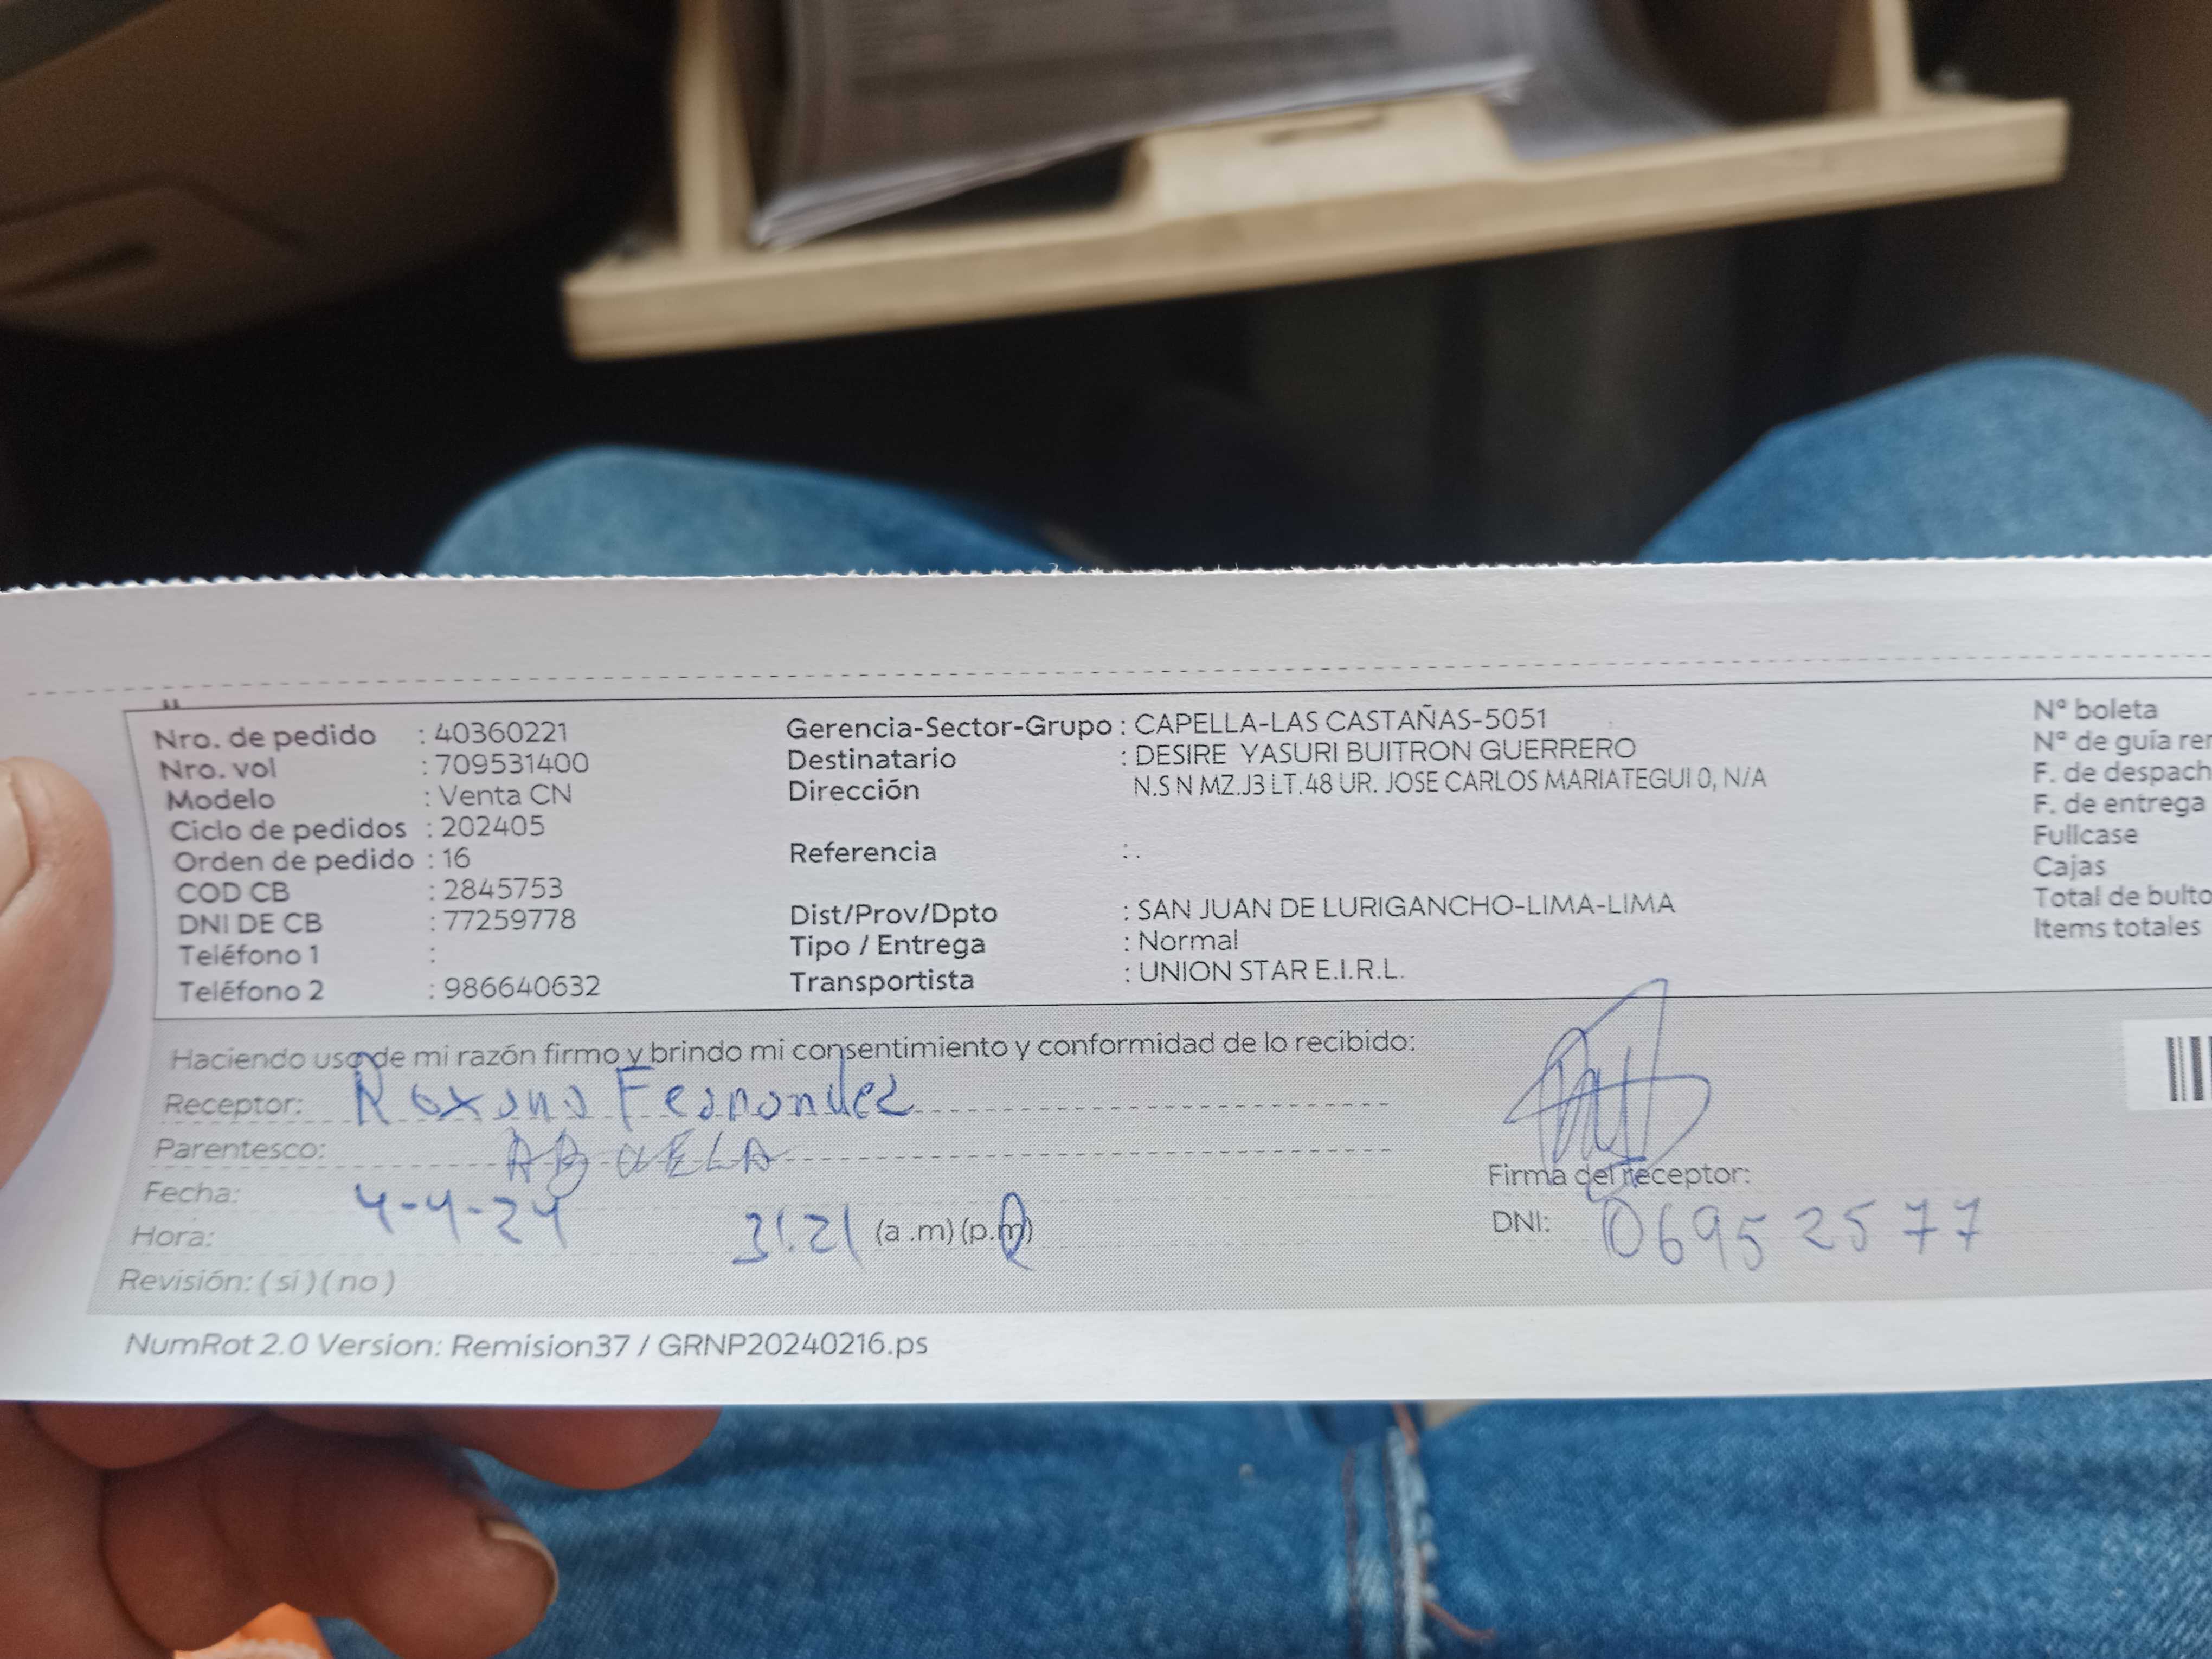 Nro. de pedido : 40360221
Nro. vol : 709531400
Modelo : Venta CN
Ciclo de pedidos : 202405
Orden de pedido : 16
COD CB : 2845753
DNI DE CB : 77259778
Teléfono 1 :
Teléfono 2 : 986640632
Gerencia-Sector-Grupo : CAPELLA-LAS CASTAÑAS-5051
Destinatario : DESIRE YASURI BUITRON GUERRERO
Dirección N.S N MZ.J3 LT.48 UR. JOSE CARLOS MARIATEGUI 0, N/A
Referencia : .
Dist/Prov/Dpto : SAN JUAN DE LURIGANCHO-LIMA-LIMA
Tipo / Entrega : Normal
Transportista : UNION STAR E.I.R.L.
Nº boleta
Nº de guía rer
F. de despach
F. de entrega
Fullcase
Cajas
Total de bulto
Items totales
Haciendo uso de mi razón firmo y brindo mi consentimiento y conformidad de lo recibido:
Receptor: Roxana Fernandez
Parentesco: ABUELA
Fecha: 4-4-24
Hora: 3:21 (a .m) (p.m)
Revisión: ( si ) ( no )
Firma del receptor:
DNI: 06952577
NumRot 2.0 Version: Remision37 / GRNP20240216.ps